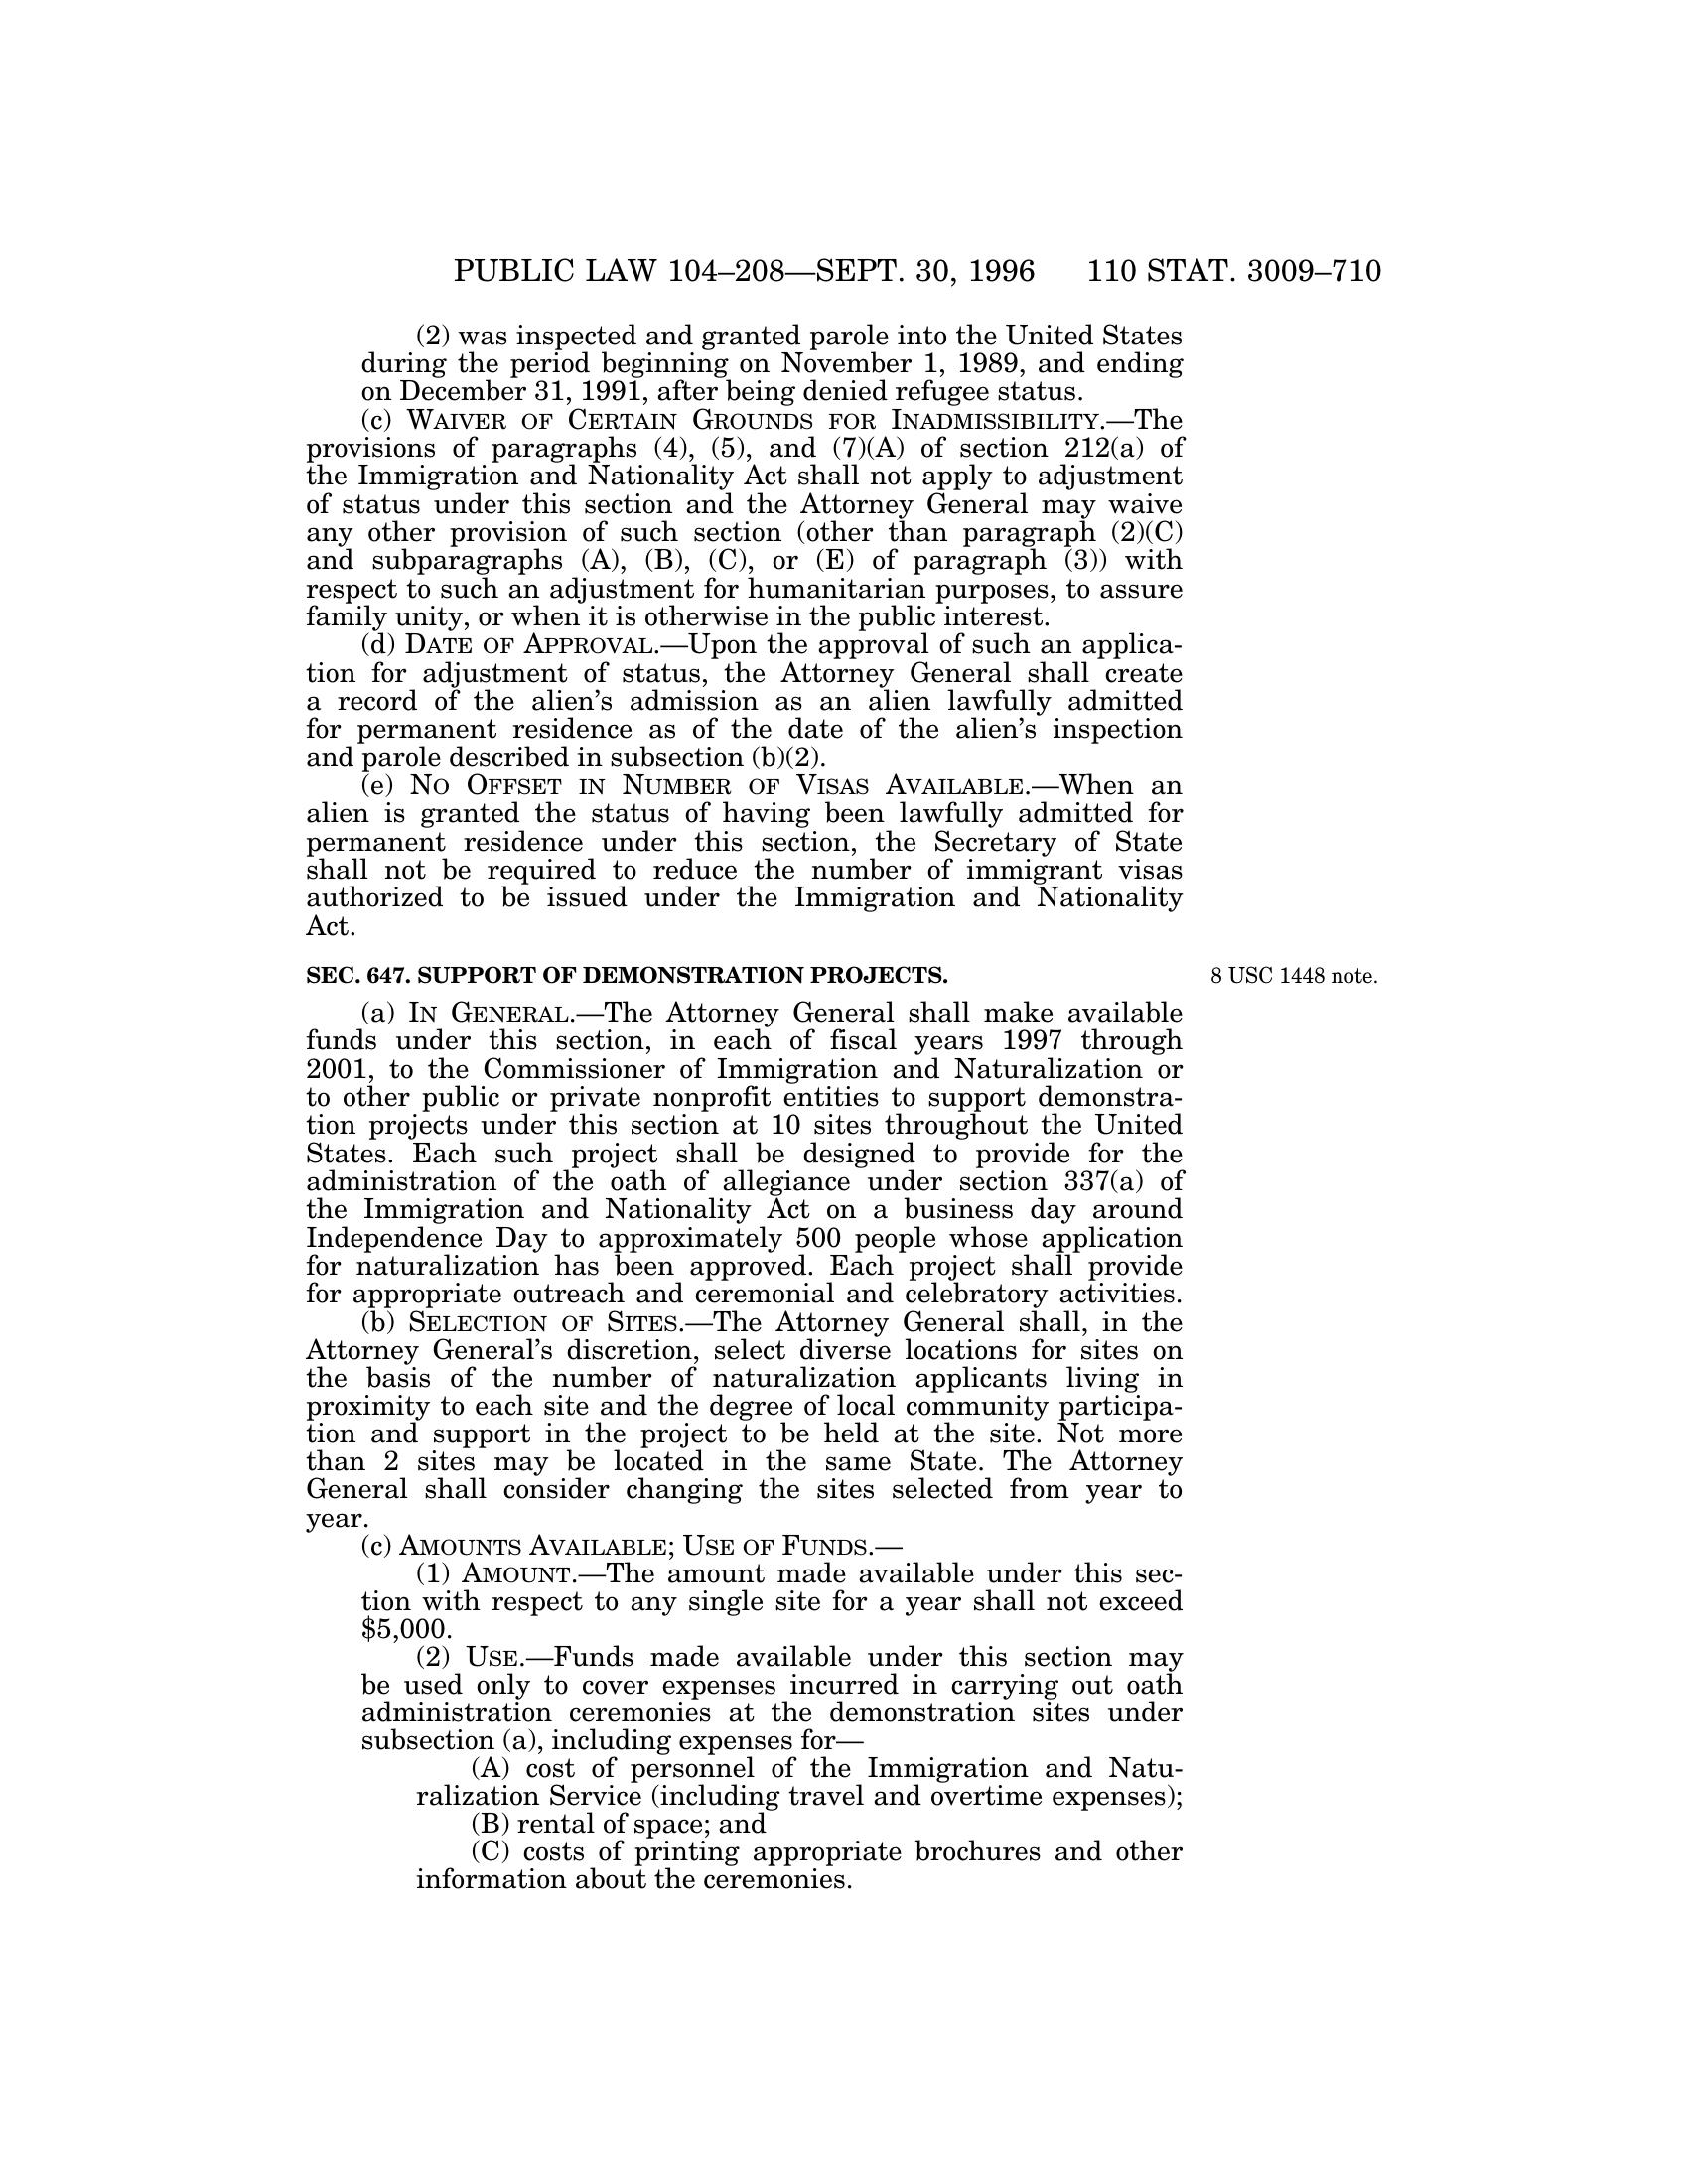 PUBLIC LAW 104–208—SEPT. 30, 1996 110 STAT. 3009–710
(2) was inspected and granted parole into the United States
during the period beginning on November 1, 1989, and ending
on December 31, 1991, after being denied refugee status.
(c) WAIVER OF CERTAIN GROUNDS FOR INADMISSIBILITY.—The
provisions of paragraphs (4), (5), and (7)(A) of section 212(a) of
the Immigration and Nationality Act shall not apply to adjustment
of status under this section and the Attorney General may waive
any other provision of such section (other than paragraph (2)(C)
and subparagraphs (A), (B), (C), or (E) of paragraph (3)) with
respect to such an adjustment for humanitarian purposes, to assure
family unity, or when it is otherwise in the public interest.
(d) DATE OF APPROVAL.—Upon the approval of such an applica-
tion for adjustment of status, the Attorney General shall create
a record of the alien's admission as an alien lawfully admitted
for permanent residence as of the date of the alien's inspection
and parole described in subsection (b)(2).
(e) NO OFFSET IN NUMBER OF VISAS AVAILABLE.—When an
alien is granted the status of having been lawfully admitted for
permanent residence under this section, the Secretary of State
shall not be required to reduce the number of immigrant visas
authorized to be issued under the Immigration and Nationality
Act.
SEC. 647. SUPPORT OF DEMONSTRATION PROJECTS. 8 USC 1448 note.
(a) IN GENERAL.—The Attorney General shall make available
funds under this section, in each of fiscal years 1997 through
2001, to the Commissioner of Immigration and Naturalization or
to other public or private nonprofit entities to support demonstra-
tion projects under this section at 10 sites throughout the United
States. Each such project shall be designed to provide for the
administration of the oath of allegiance under section 337(a) of
the Immigration and Nationality Act on a business day around
Independence Day to approximately 500 people whose application
for naturalization has been approved. Each project shall provide
for appropriate outreach and ceremonial and celebratory activities.
(b) SELECTION OF SITES.—The Attorney General shall, in the
Attorney General's discretion, select diverse locations for sites on
the basis of the number of naturalization applicants living in
proximity to each site and the degree of local community participa-
tion and support in the project to be held at the site. Not more
than 2 sites may be located in the same State. The Attorney
General shall consider changing the sites selected from year to
year.
(c) AMOUNTS AVAILABLE; USE OF FUNDS.—
(1) AMOUNT.—The amount made available under this sec-
tion with respect to any single site for a year shall not exceed
$5,000.
(2) USE.—Funds made available under this section may
be used only to cover expenses incurred in carrying out oath
administration ceremonies at the demonstration sites under
subsection (a), including expenses for—
(A) cost of personnel of the Immigration and Natu-
ralization Service (including travel and overtime expenses);
(B) rental of space; and
(C) costs of printing appropriate brochures and other
information about the ceremonies.